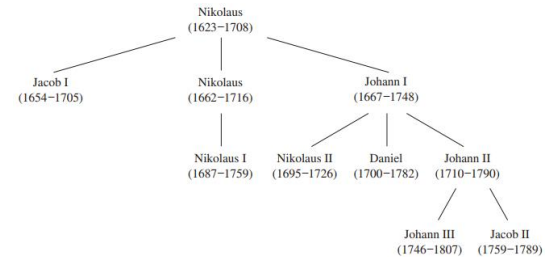 Nikolaus
(1623–1708)
Jacob I
(1654–1705)
Nikolaus
(1662–1716)
Johann I
(1667–1748)
Nikolaus I
(1687–1759)
Nikolaus II
(1695–1726)
Daniel
(1700–1782)
Johann II
(1710–1790)
Johann III
(1746–1807)
Jacob II
(1759–1789)